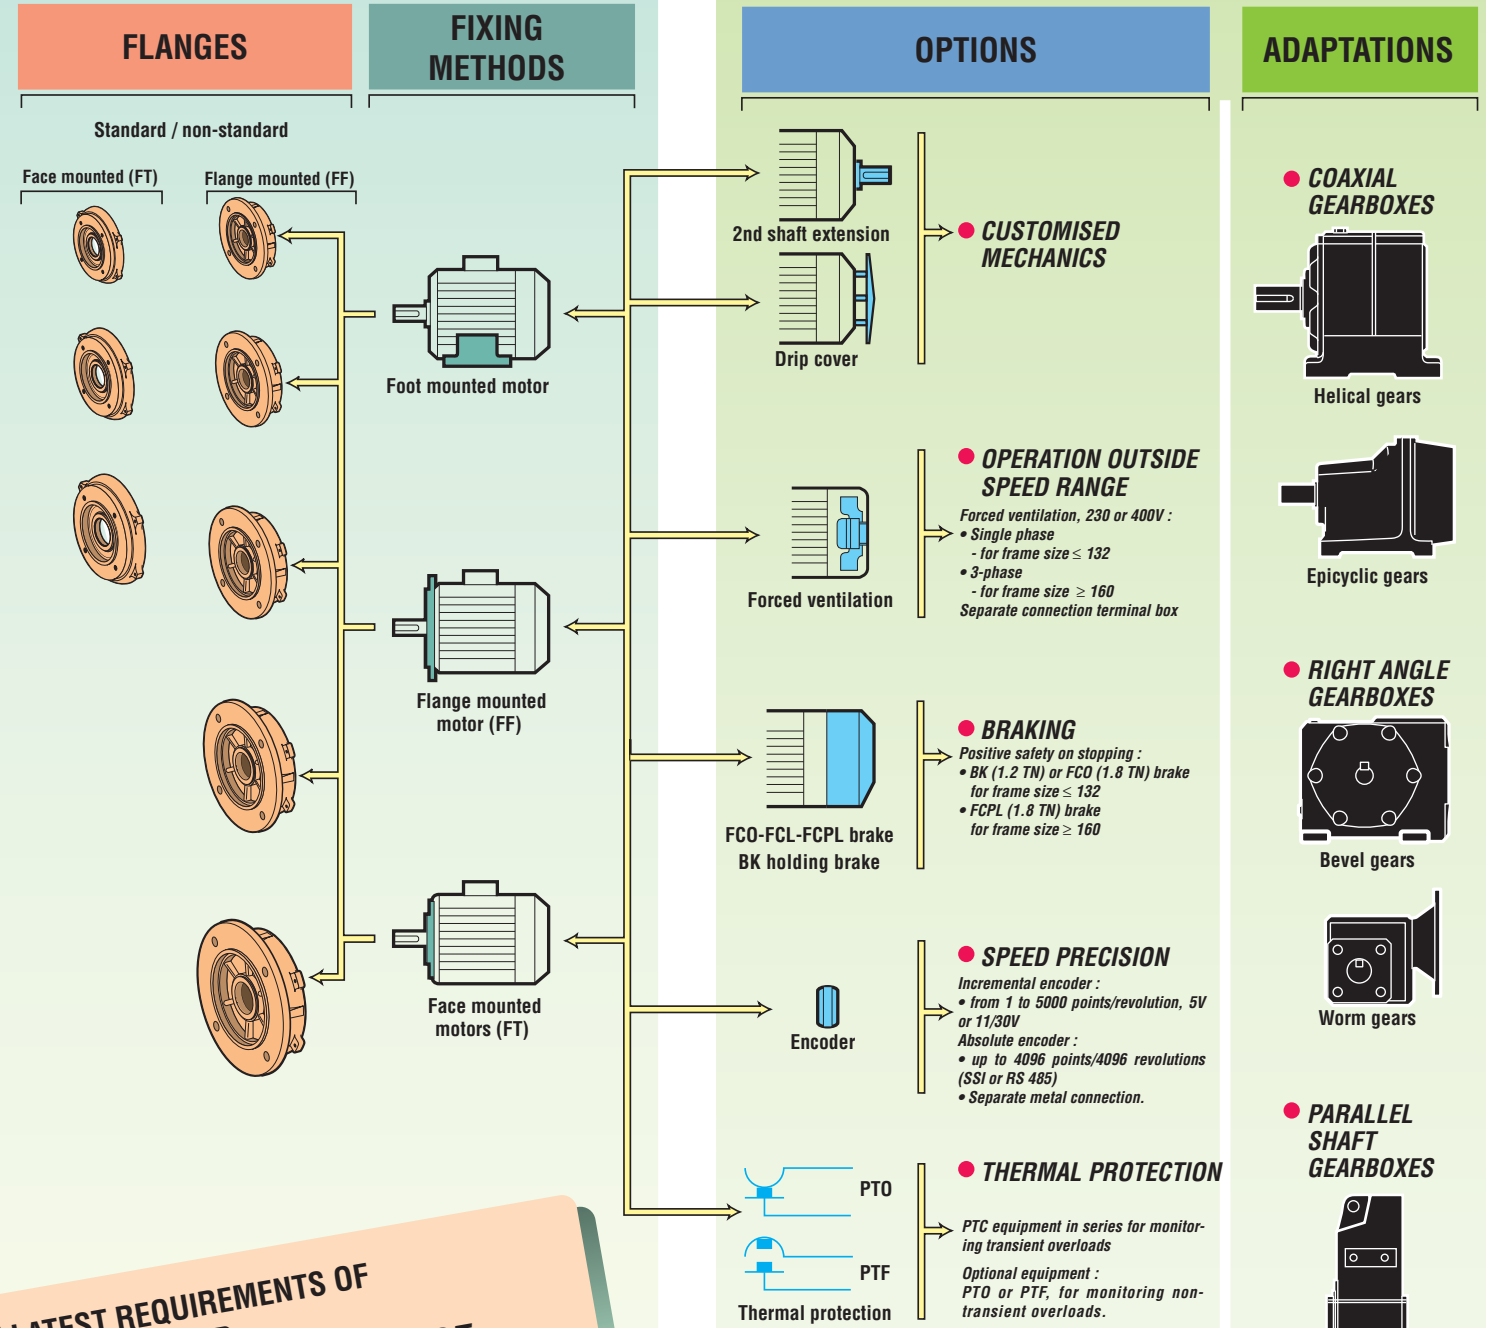 FLANGES
FIXING
METHODS
OPTIONS
ADAPTATIONS
Standard / non-standard
Face mounted (FT)
Flange mounted (FF)
Foot mounted motor
Flange mounted
motor (FF)
Face mounted
motors (FT)
2nd shaft extension
Drip cover
● CUSTOMISED
MECHANICS
Forced ventilation
● OPERATION OUTSIDE
SPEED RANGE
Forced ventilation, 230 or 400V :
• Single phase
- for frame size ≤ 132
• 3-phase
- for frame size ≥ 160
Separate connection terminal box
FCO-FCL-FCPL brake
BK holding brake
● BRAKING
Positive safety on stopping :
• BK (1.2 TN) or FCO (1.8 TN) brake
for frame size ≤ 132
• FCPL (1.8 TN) brake
for frame size ≥ 160
Encoder
● SPEED PRECISION
Incremental encoder :
• from 1 to 5000 points/revolution, 5V
or 11/30V
Absolute encoder :
• up to 4096 points/4096 revolutions
(SSI or RS 485)
• Separate metal connection.
PTO
PTF
Thermal protection
● THERMAL PROTECTION
PTC equipment in series for monitor-
ing transient overloads
Optional equipment :
PTO or PTF, for monitoring non-
transient overloads.
● COAXIAL
GEARBOXES
Helical gears
Epicyclic gears
● RIGHT ANGLE
GEARBOXES
Bevel gears
Worm gears
● PARALLEL
SHAFT
GEARBOXES
LATEST REQUIREMENTS OF